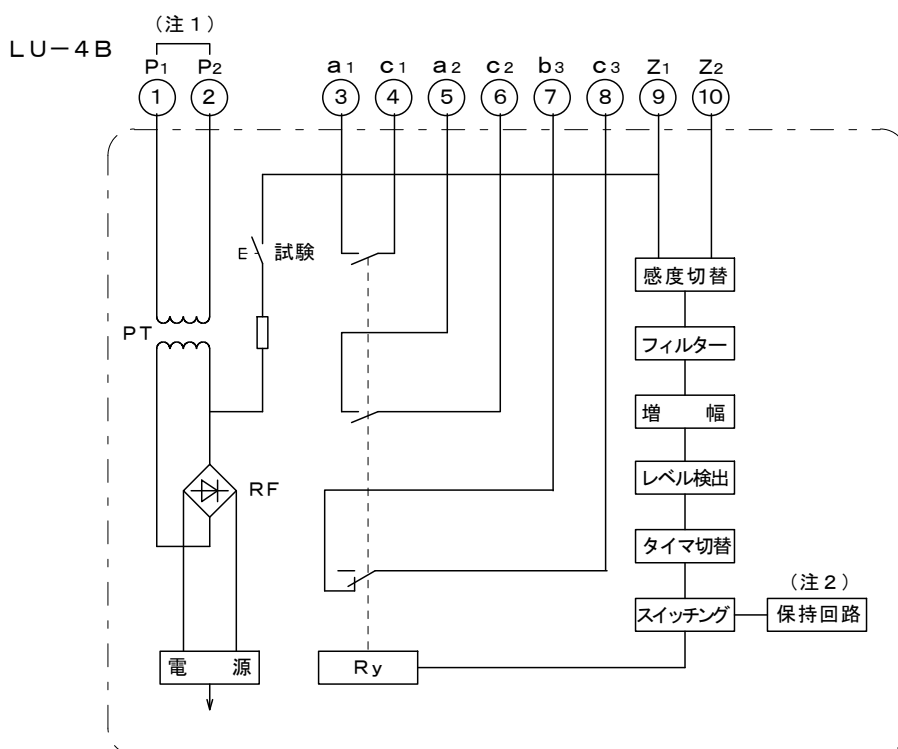 (注1)
LU-4B
P1 P2 a1 c1 a2 c2 b3 c3 Z1 Z2
1 2 3 4 5 6 7 8 9 10
E 試験
感度切替
PT
フィルター
増幅
レベル検出
RF
タイマ切替
(注2)
スイッチング
保持回路
電源
Ry